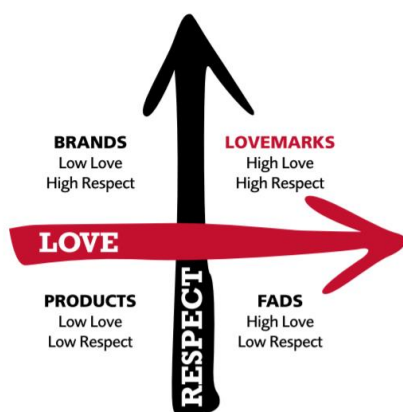 BRANDS
Low Love
High Respect
LOVEMARKS
High Love
High Respect
LOVE
PRODUCTS
Low Love
Low Respect
RESPECT
FADS
High Love
Low Respect